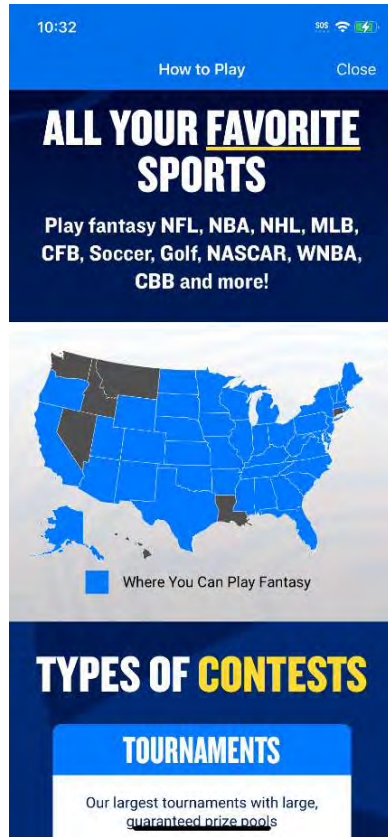 10:32
SOS
How to Play
Close
ALL YOUR FAVORITE
SPORTS
Play fantasy NFL, NBA, NHL, MLB,
CFB, Soccer, Golf, NASCAR, WNBA,
CBB and more!
Where You Can Play Fantasy
TYPES OF CONTESTS
TOURNAMENTS
Our largest tournaments with large,
guaranteed prize pools